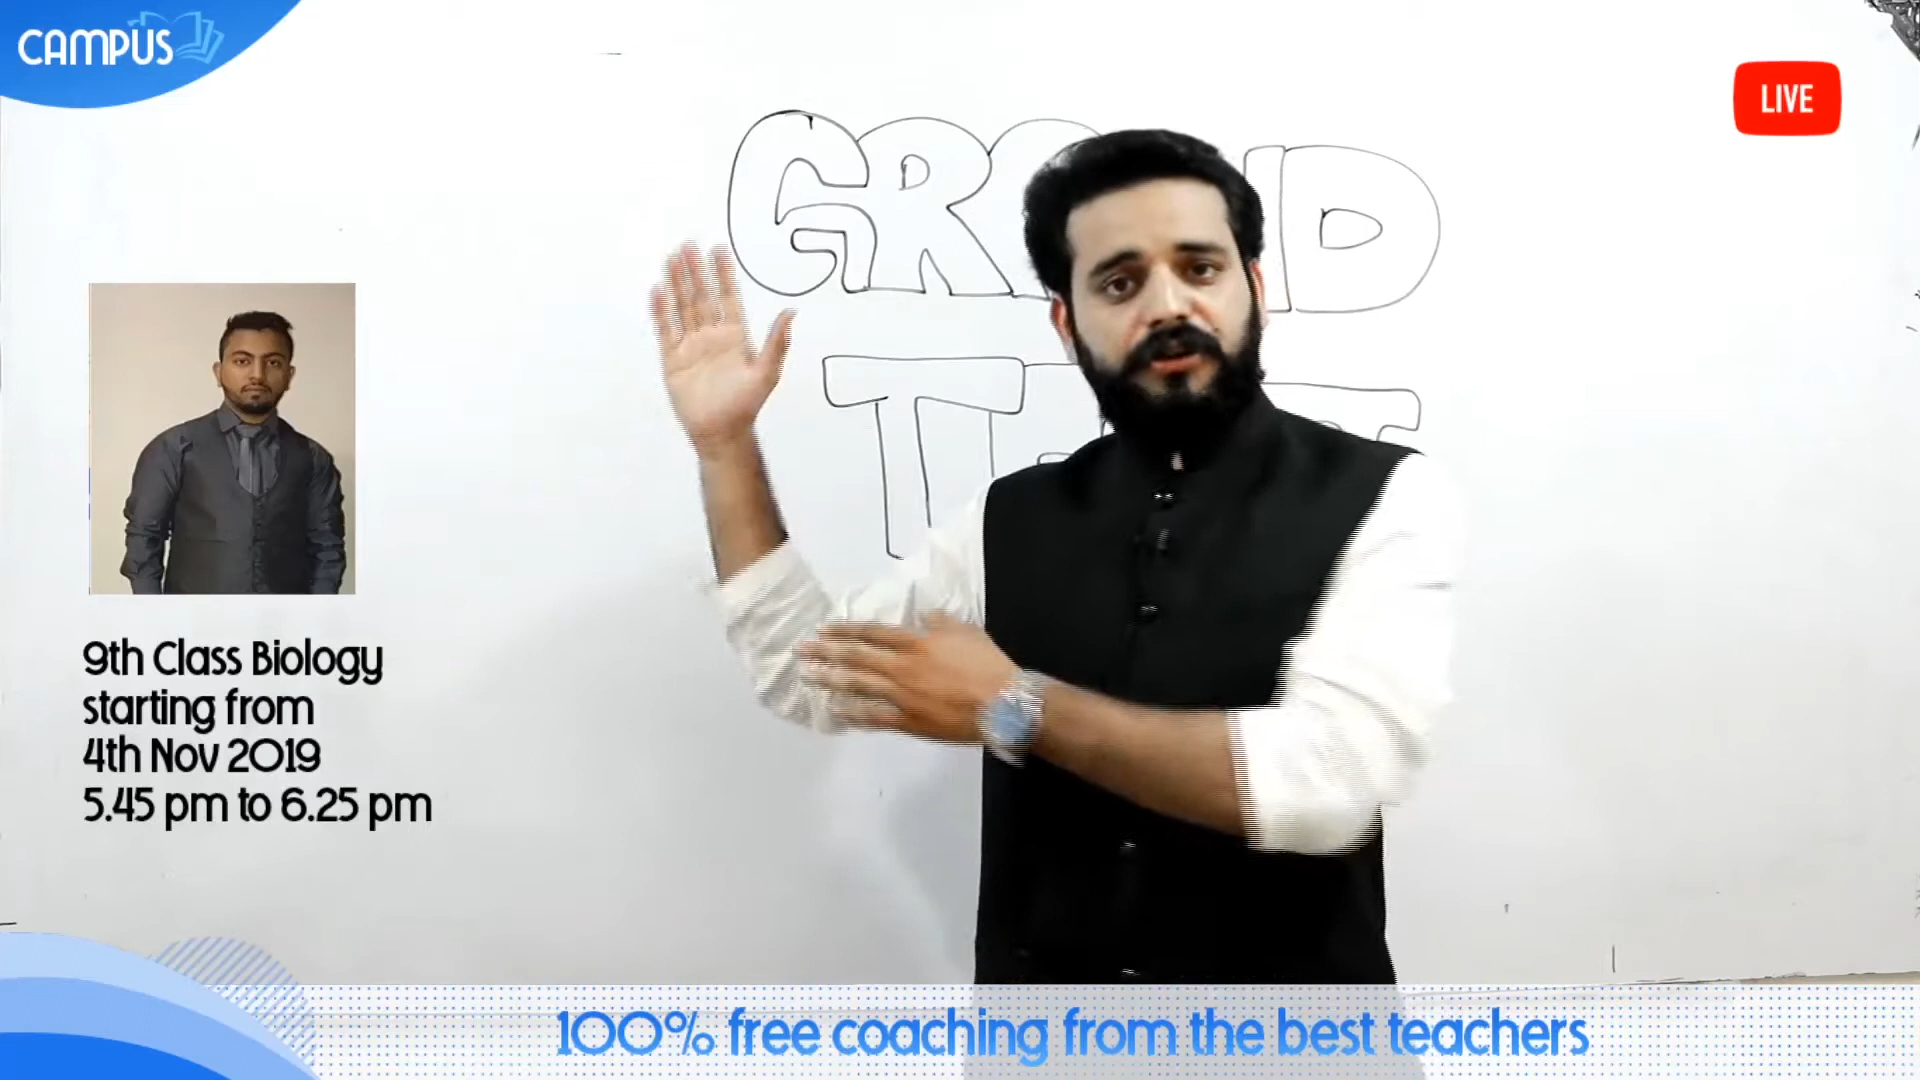 CAMPUS
LIVE
GRAND
9th Class Biology
starting from
4th Nov 2019
5.45 pm to 6.25 pm
100% free coaching from the best teachers